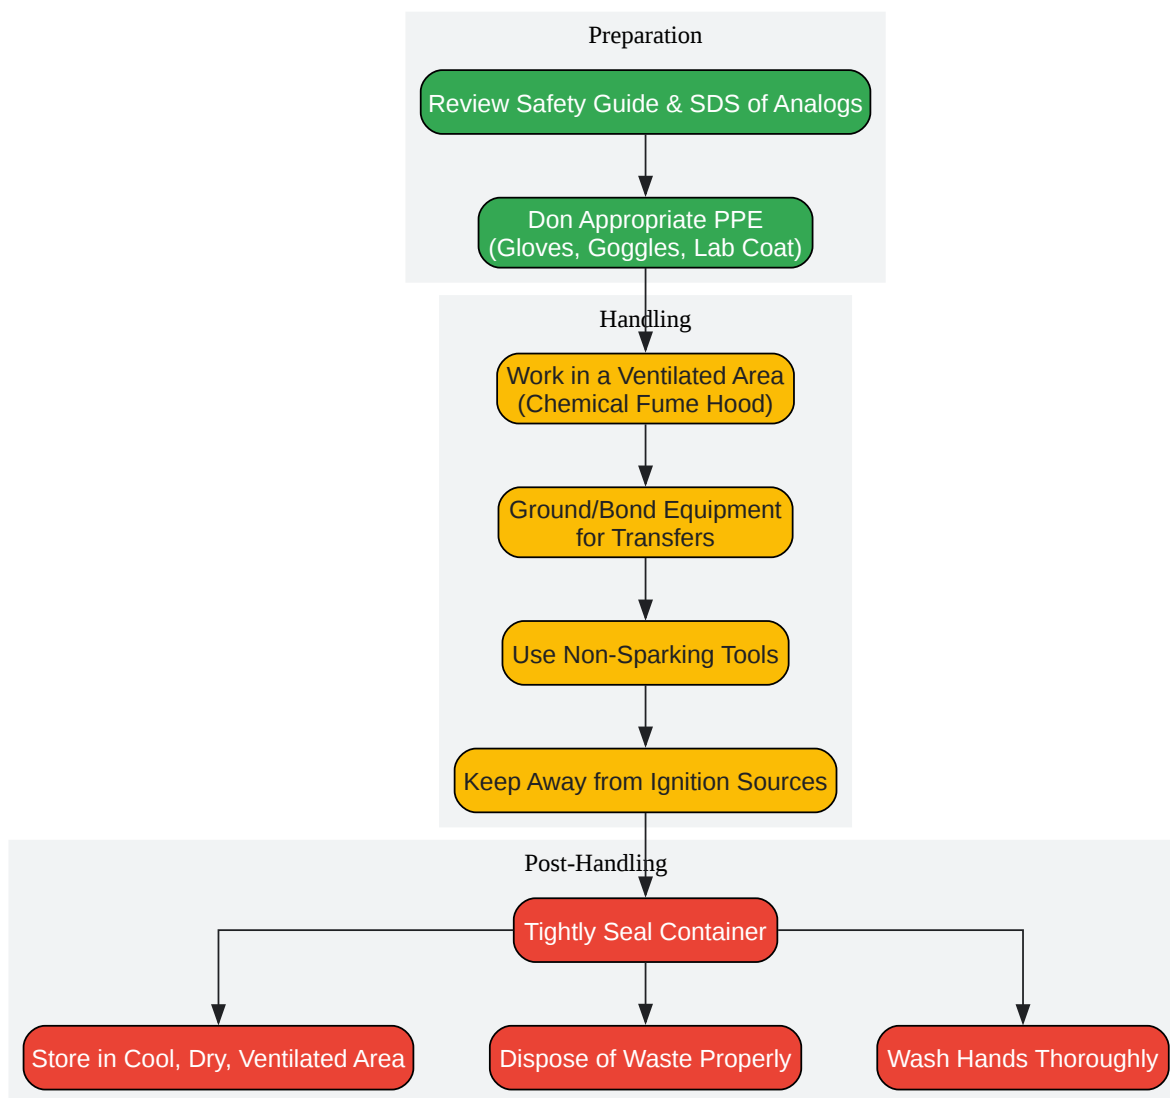 Preparation
Review Safety Guide & SDS of Analogs
Don Appropriate PPE
(Gloves, Goggles, Lab Coat)
Handling
Work in a Ventilated Area
(Chemical Fume Hood)
Ground/Bond Equipment
for Transfers
Use Non-Sparking Tools
Keep Away from Ignition Sources
Post-Handling
Tightly Seal Container
Store in Cool, Dry, Ventilated Area
Dispose of Waste Properly
Wash Hands Thoroughly